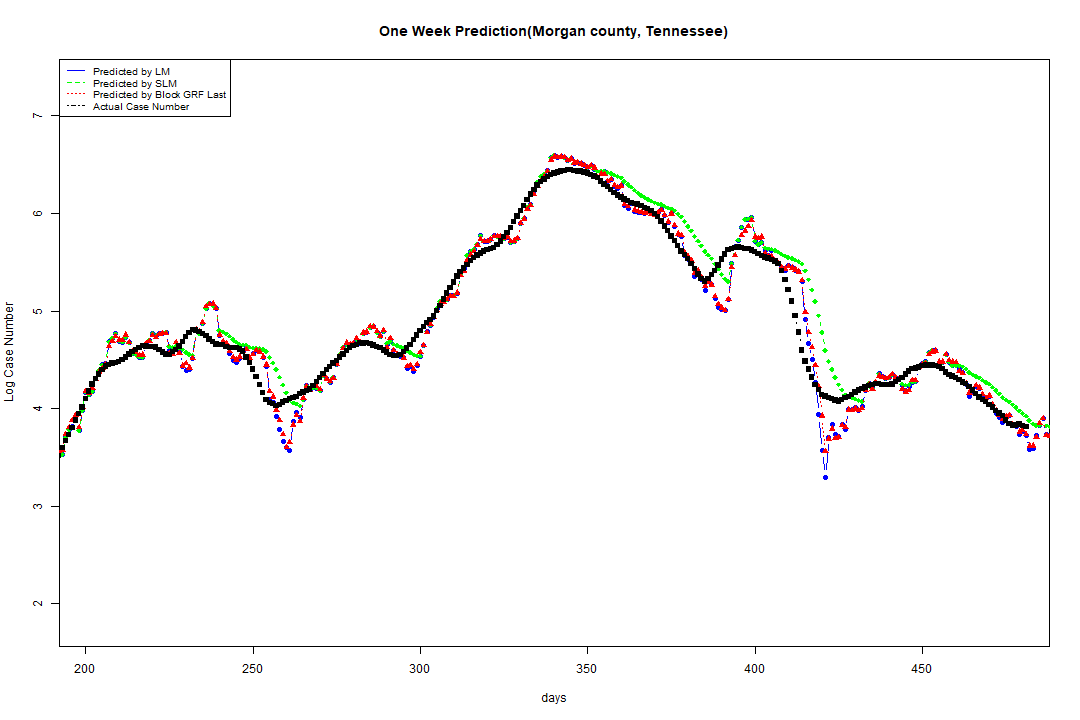 One Week Prediction(Morgan county, Tennessee)
Predicted by LM
Predicted by SLM
Predicted by Block GRF Last
Actual Case Number
7
6
5
4
3
2
Log Case Number
200 250 300 350 400 450
days